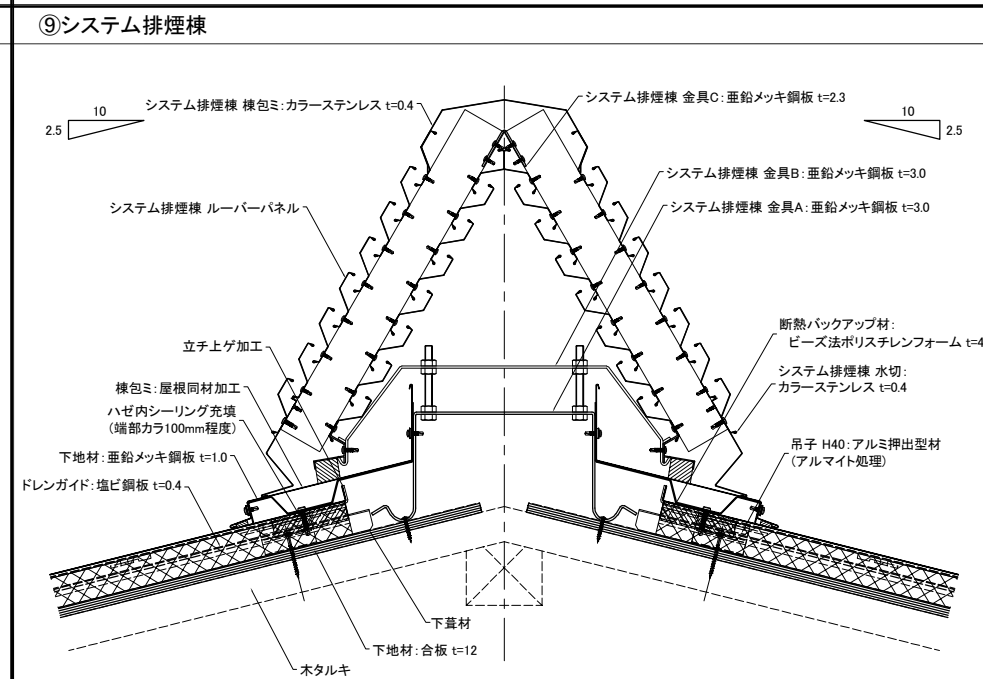 ⑨システム排煙棟
システム排煙棟 棟包ミ:カラーステンレス t=0.4
システム排煙棟 金具C:亜鉛メッキ鋼板 t=2.3
10
2.5
10
2.5
システム排煙棟 金具B:亜鉛メッキ鋼板 t=3.0
システム排煙棟 ルーバーパネル
システム排煙棟 金具A:亜鉛メッキ鋼板 t=3.0
断熱バックアップ材:
ビーズ法ポリスチレンフォーム t=4
立チ上ゲ加工
システム排煙棟 水切:
カラーステンレス t=0.4
棟包ミ:屋根同材加工
ハゼ内シーリング充填
(端部カラ100mm程度)
吊子 H40:アルミ押出型材
(アルマイト処理)
下地材:亜鉛メッキ鋼板 t=1.0
ドレンガイド:塩ビ鋼板 t=0.4
下葺材
下地材:合板 t=12
木タルキ